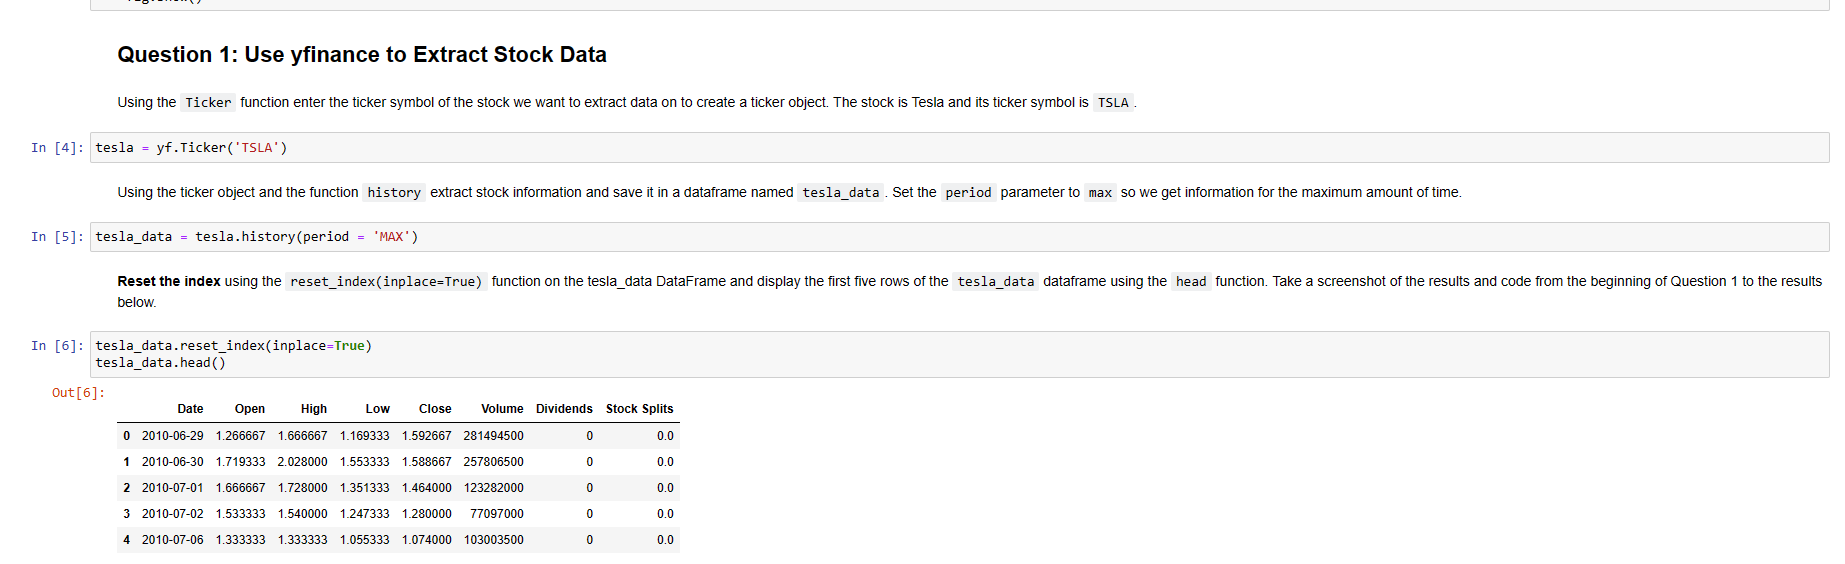 Question 1: Use yfinance to Extract Stock Data
Using the Ticker function enter the ticker symbol of the stock we want to extract data on to create a ticker object. The stock is Tesla and its ticker symbol is TSLA .
In [4]: tesla = yf.Ticker('TSLA')
Using the ticker object and the function history extract stock information and save it in a dataframe named tesla_data . Set the period parameter to max so we get information for the maximum amount of time.
In [5]: tesla_data = tesla.history(period = 'MAX')
Reset the index using the reset_index(inplace=True) function on the tesla_data DataFrame and display the first five rows of the tesla_data dataframe using the head function. Take a screenshot of the results and code from the beginning of Question 1 to the results
below.
In [6]: tesla_data.reset_index(inplace=True)
tesla_data.head()
Out[6]:
Date Open High Low Close Volume Dividends Stock Splits
0 2010-06-29 1.266667 1.666667 1.169333 1.592667 281494500 0 0.0
1 2010-06-30 1.719333 2.028000 1.553333 1.588667 257806500 0 0.0
2 2010-07-01 1.666667 1.728000 1.351333 1.464000 123282000 0 0.0
3 2010-07-02 1.533333 1.540000 1.247333 1.280000 77097000 0 0.0
4 2010-07-06 1.333333 1.333333 1.055333 1.074000 103003500 0 0.0